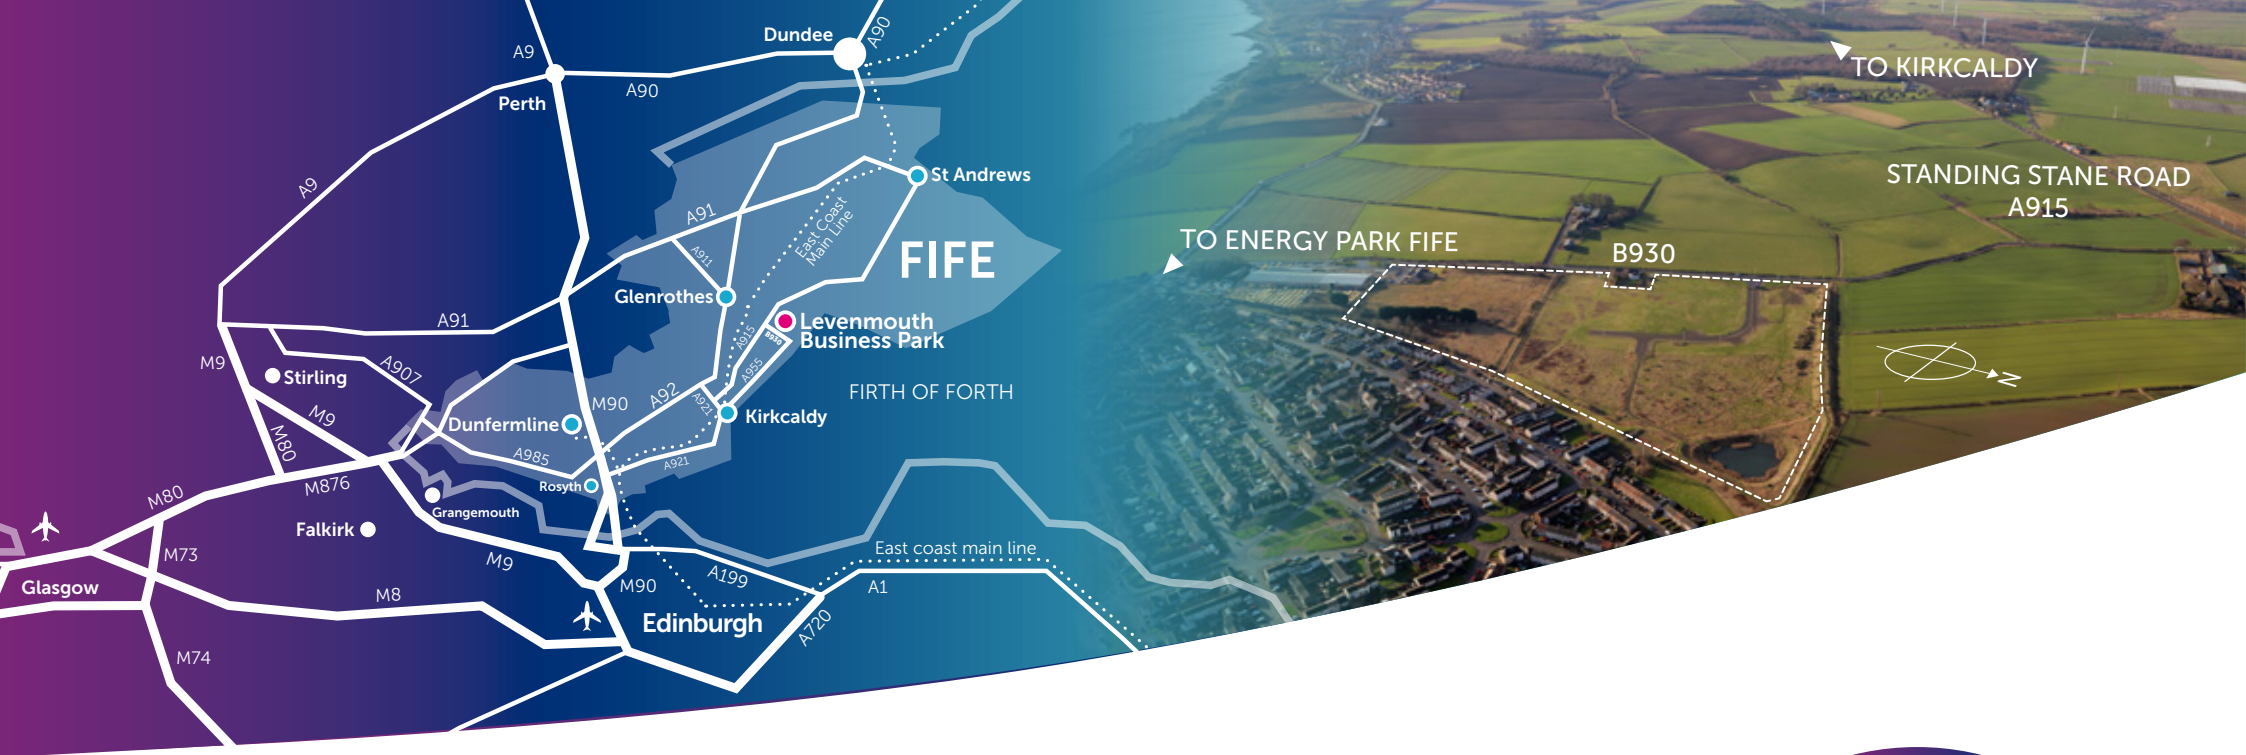 Dundee
A90
A9
Perth
A90
A9
St Andrews
A91
East Coast
Main Line
A911
FIFE
Glenrothes
A91
Levenmouth
Business Park
A915
B930
M9
Stirling
A907
A955
FIRTH OF FORTH
A92
M90
A921
Kirkcaldy
M9
Dunfermline
M80
A985
A921
Rosyth
M876
M80
Grangemouth
Falkirk
M73
M9
East coast main line
A199
M90
A1
Glasgow
M8
Edinburgh
A720
M74
TO KIRKCALDY
STANDING STANE ROAD
A915
TO ENERGY PARK FIFE
B930
N